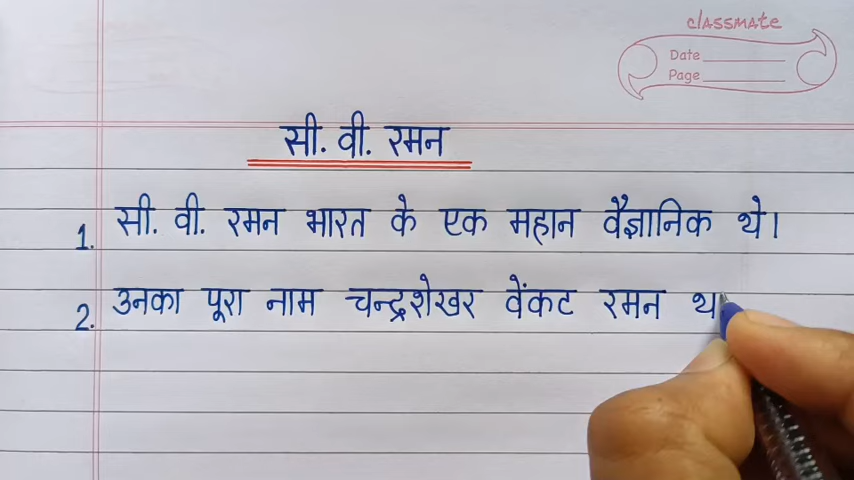 classmate
Date
Page
सी. वी. रमन
1. सी. वी. रमन भारत के एक महान वैज्ञानिक थे।
2. उनका पूरा नाम चन्द्रशेखर वेंकट रमन था